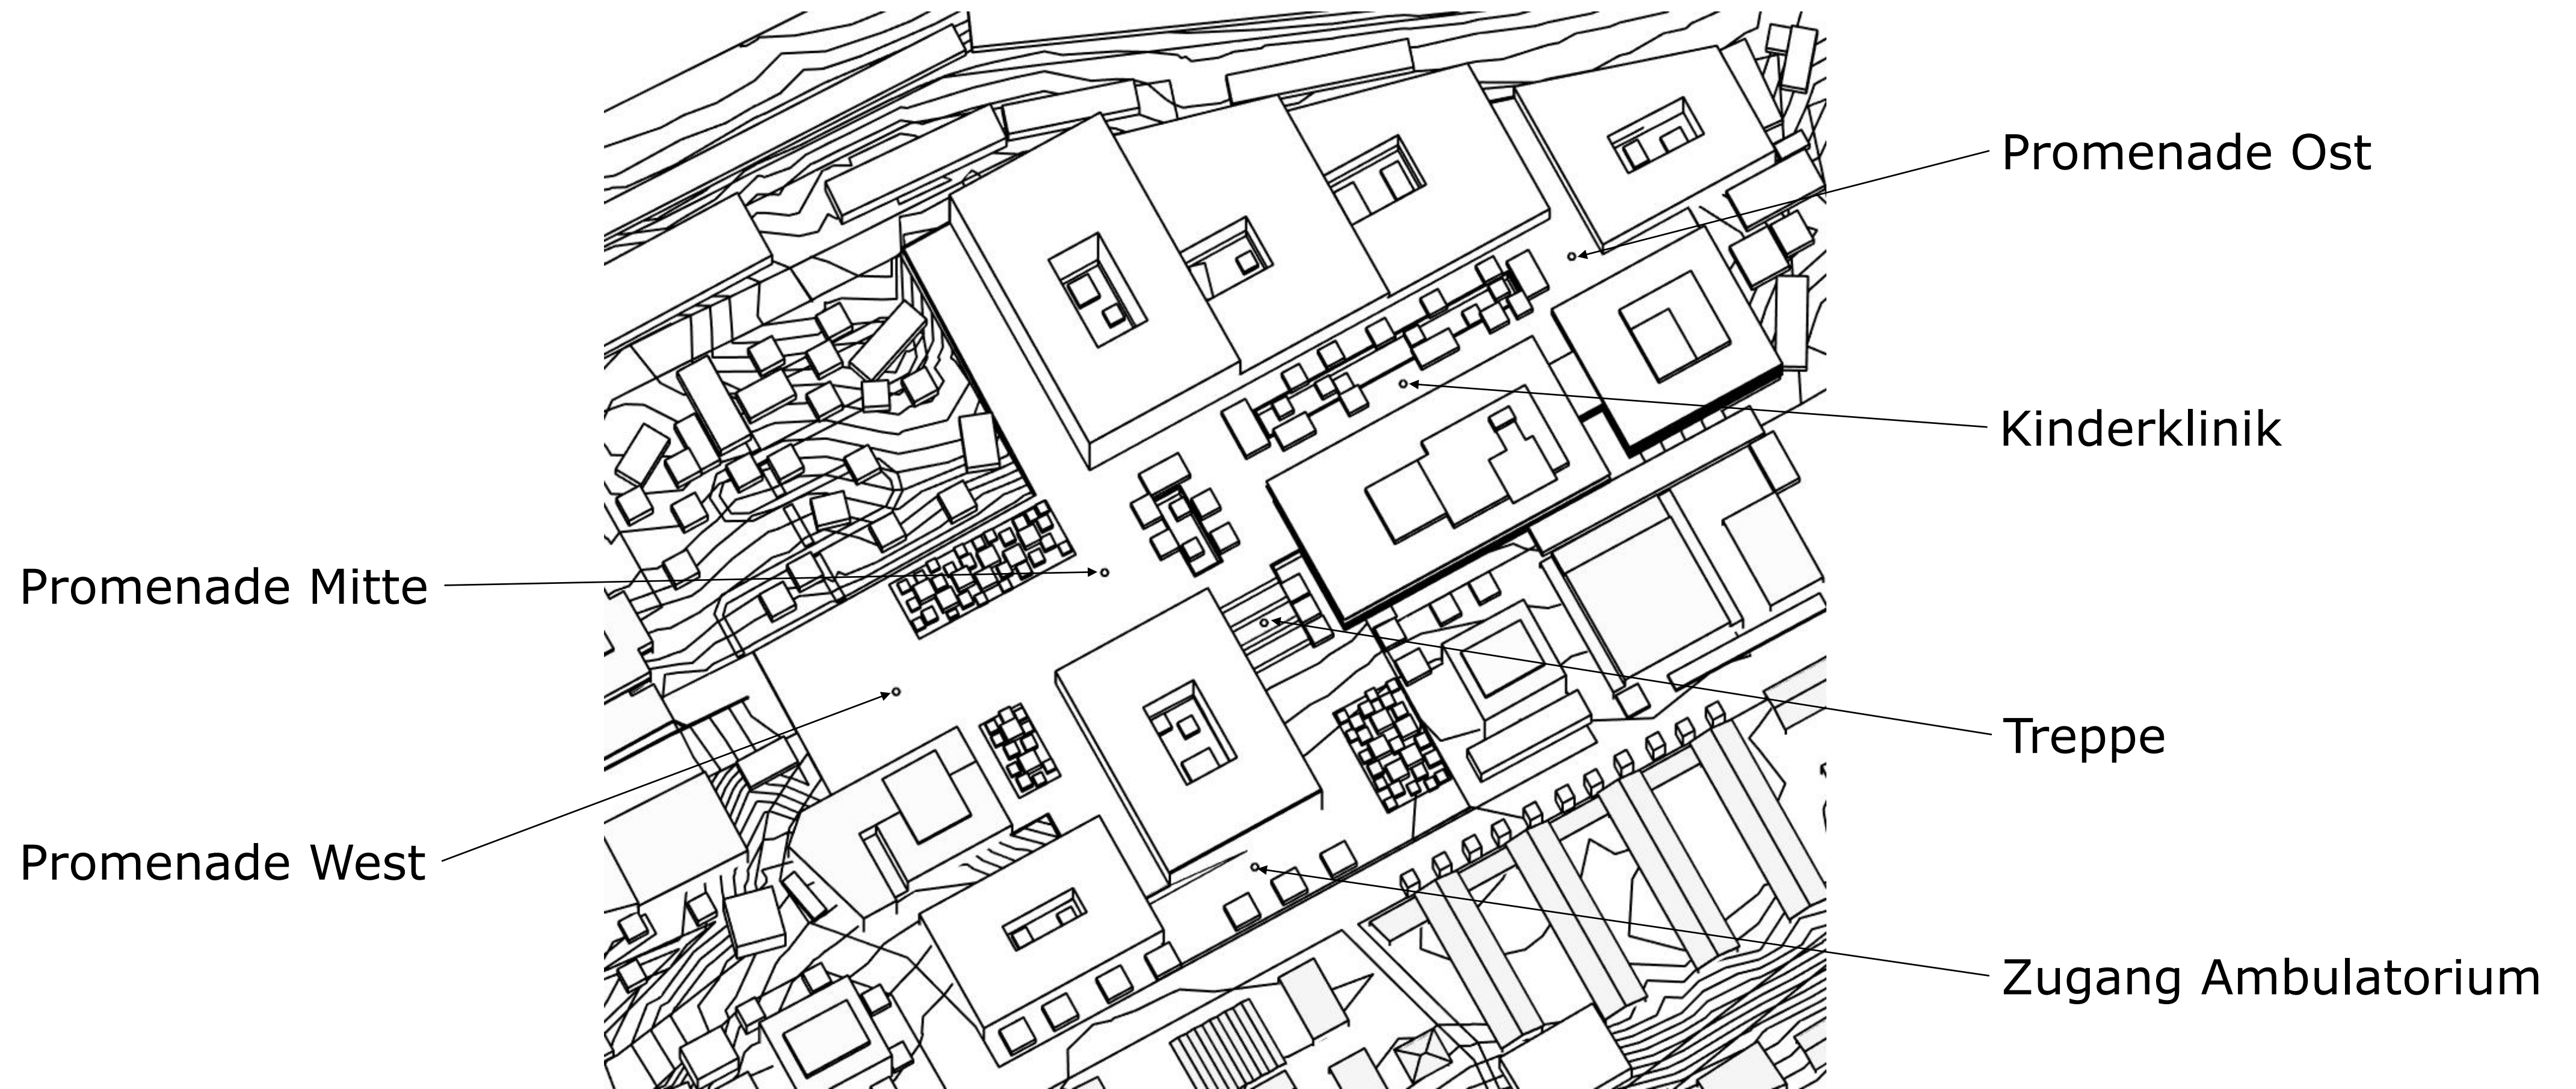 Promenade Ost
Kinderklinik
Promenade Mitte
Treppe
Promenade West
Zugang Ambulatorium